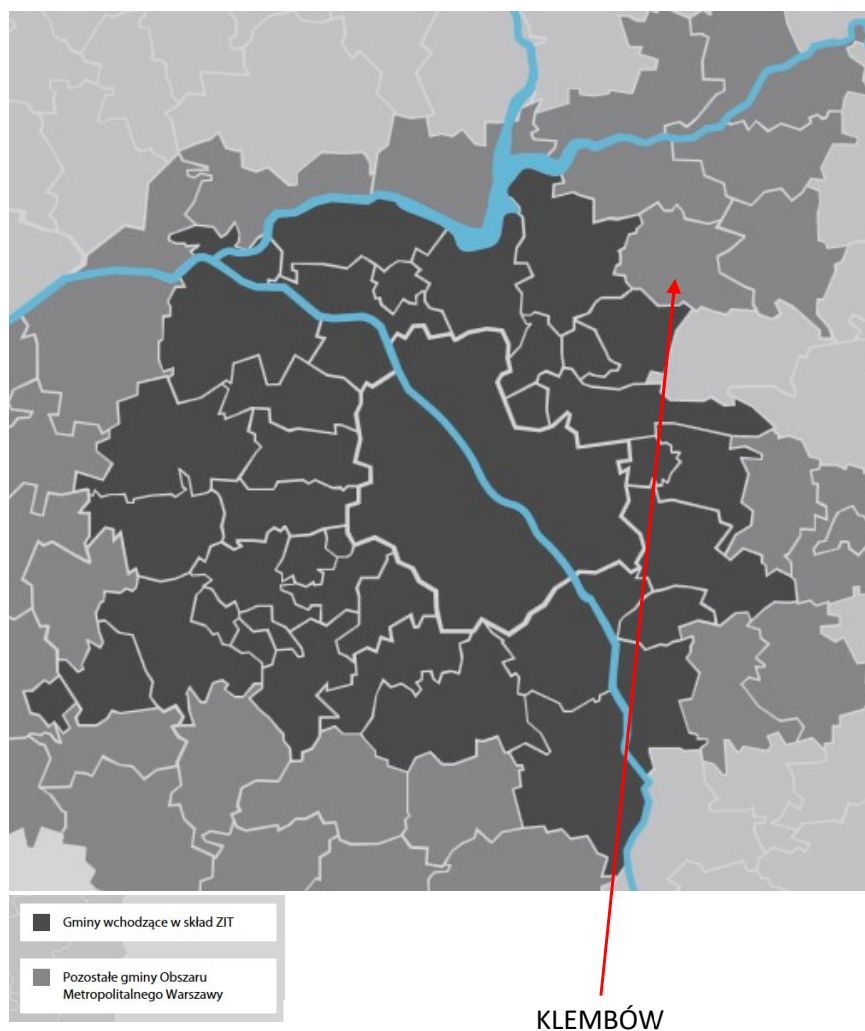 Gminy wchodzące w skład ZIT
Pozostałe gminy Obszaru
Metropolitalnego Warszawy
KLEMBÓW